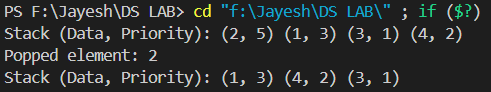 PS F:\Jayesh\DS LAB> cd "f:\Jayesh\DS LAB\" ; if ($?)
Stack (Data, Priority): (2, 5) (1, 3) (3, 1) (4, 2)
Popped element: 2
Stack (Data, Priority): (1, 3) (4, 2) (3, 1)